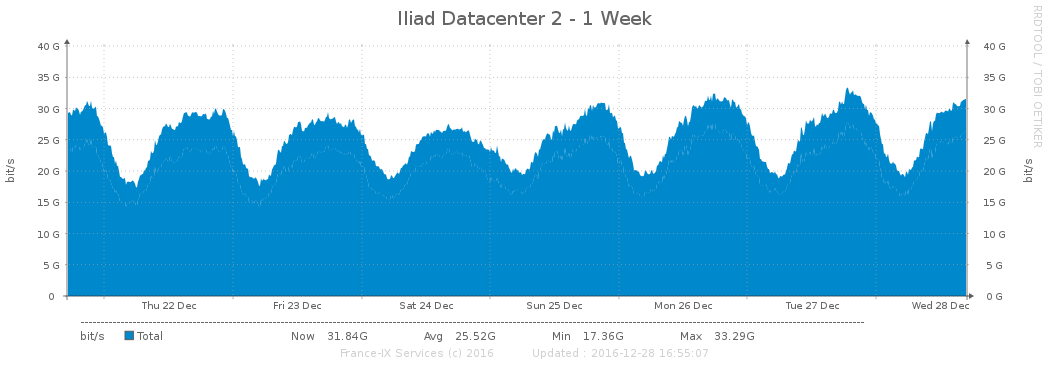 Iliad Datacenter 2 - 1 Week
RRDTOOL / TOBI OETIKER
40 G 40 G
35 G 35 G
30 G 30 G
25 G 25 G
20 G 20 G
15 G 15 G
10 G 10 G
5 G 5 G
0 0 G
bit/s
bit/s
Thu 22 Dec Fri 23 Dec Sat 24 Dec Sun 25 Dec Mon 26 Dec Tue 27 Dec Wed 28 Dec
bit/s Total Now 31.84G Avg 25.52G Min 17.36G Max 33.29G
France-IX Services (c) 2016 Updated : 2016-12-28 16:55:07